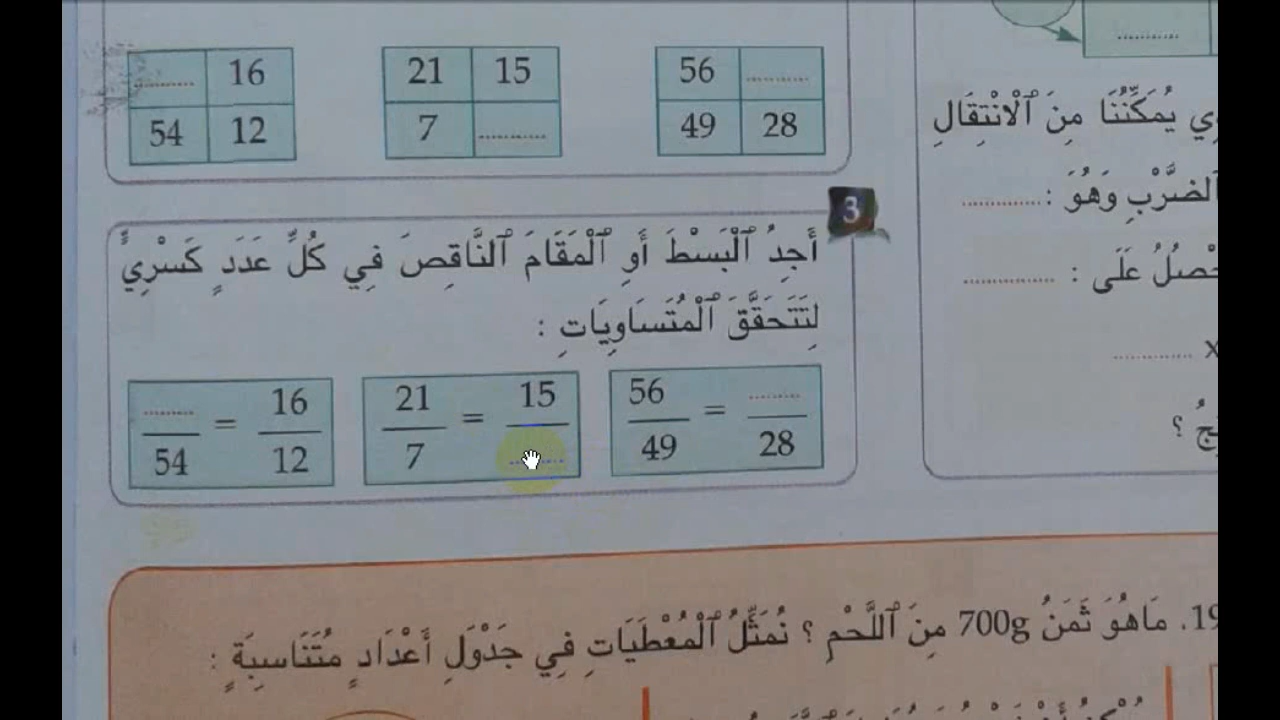 ..........
56 ..........
49 28
21 15
7 ..........
.......... 16
54 12
يُمَكِّنُنَا مِنَ ٱلْاِنْتِقَالِ
ٱلضَّرْبِ وَهُوَ : ..........
عَلَى : ..........
x ..........
3
أَجِدُ ٱلْبَسْطَ أَوِ ٱلْمَقَامَ ٱلنَّاقِصَ فِي كُلِّ عَدَدٍ كَسْرِيٍّ
لِتَتَحَقَّقَ ٱلْمُتَسَاوِيَاتِ :
56/49 = ........../28
21/7 = 15/..........
........../54 = 16/12
مَاهُوَ ثَمَنُ 700g مِنَ ٱللَّحْمِ ؟ نُمَثِّلُ ٱلْمُعْطَيَاتِ فِي جَدْوَلِ أَعْدَادٍ مُتَنَاسِبَةٍ :